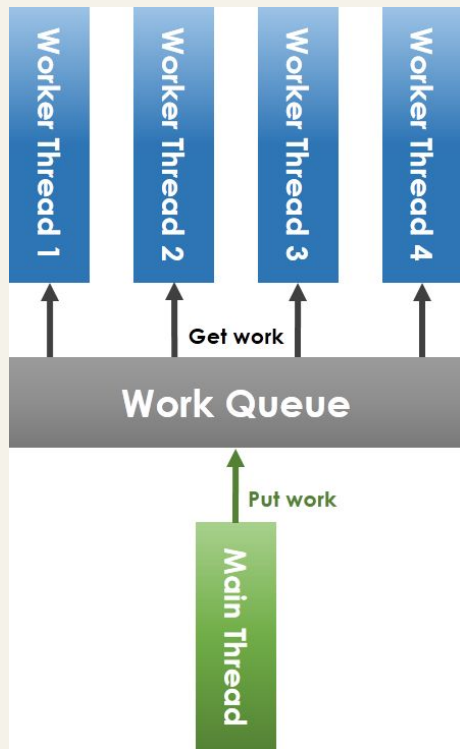 Worker Thread 1
Worker Thread 2
Worker Thread 3
Worker Thread 4
Get work
Work Queue
Put work
Main Thread